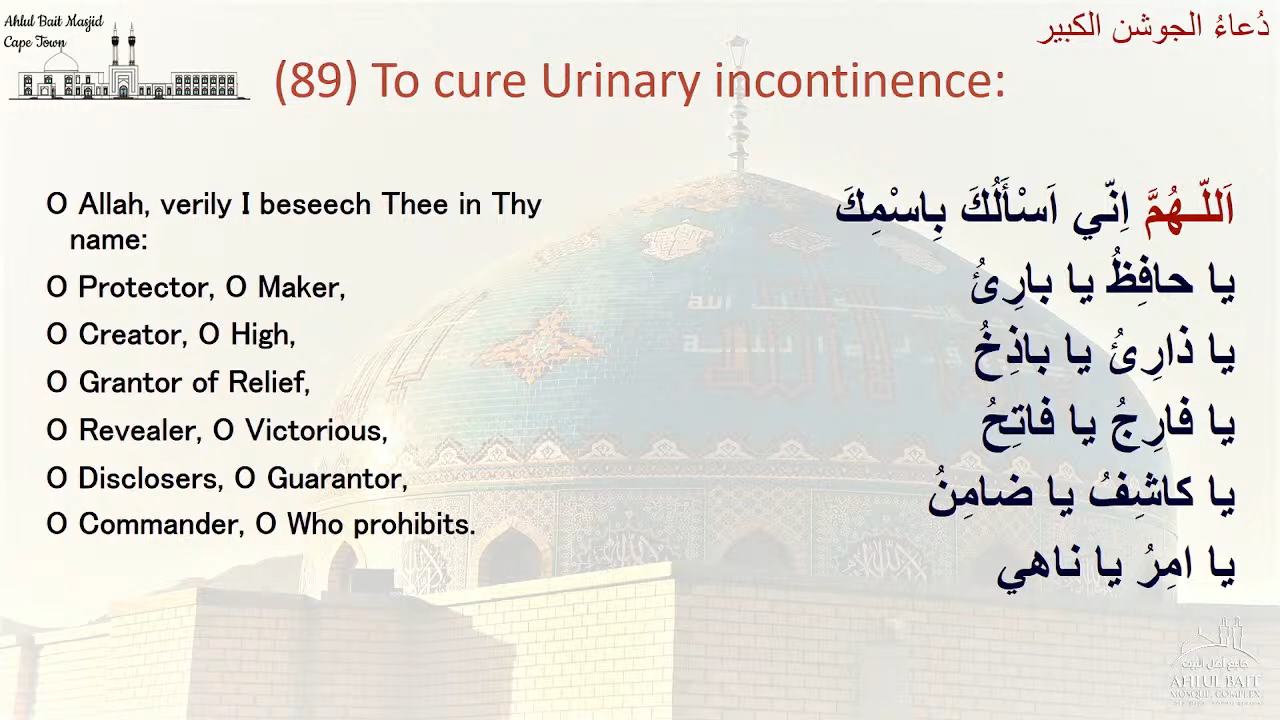 Ahlul Bait Masjid
Cape Town
دُعاءُ الجوشن الكبير
(89) To cure Urinary incontinence:
O Allah, verily I beseech Thee in Thy
name:
O Protector, O Maker,
O Creator, O High,
O Grantor of Relief,
O Revealer, O Victorious,
O Disclosers, O Guarantor,
O Commander, O Who prohibits.
اَللّـهُمَّ اِنّي اَسْأَلُكَ بِاسْمِكَ
يا حافِظُ يا بارِئُ
يا ذارِئُ يا باذِخُ
يا فارِجُ يا فاتِحُ
يا كاشِفُ يا ضامِنُ
يا امِرُ يا ناهي
AHLUL BAIT
MOSQUE COMPLEX